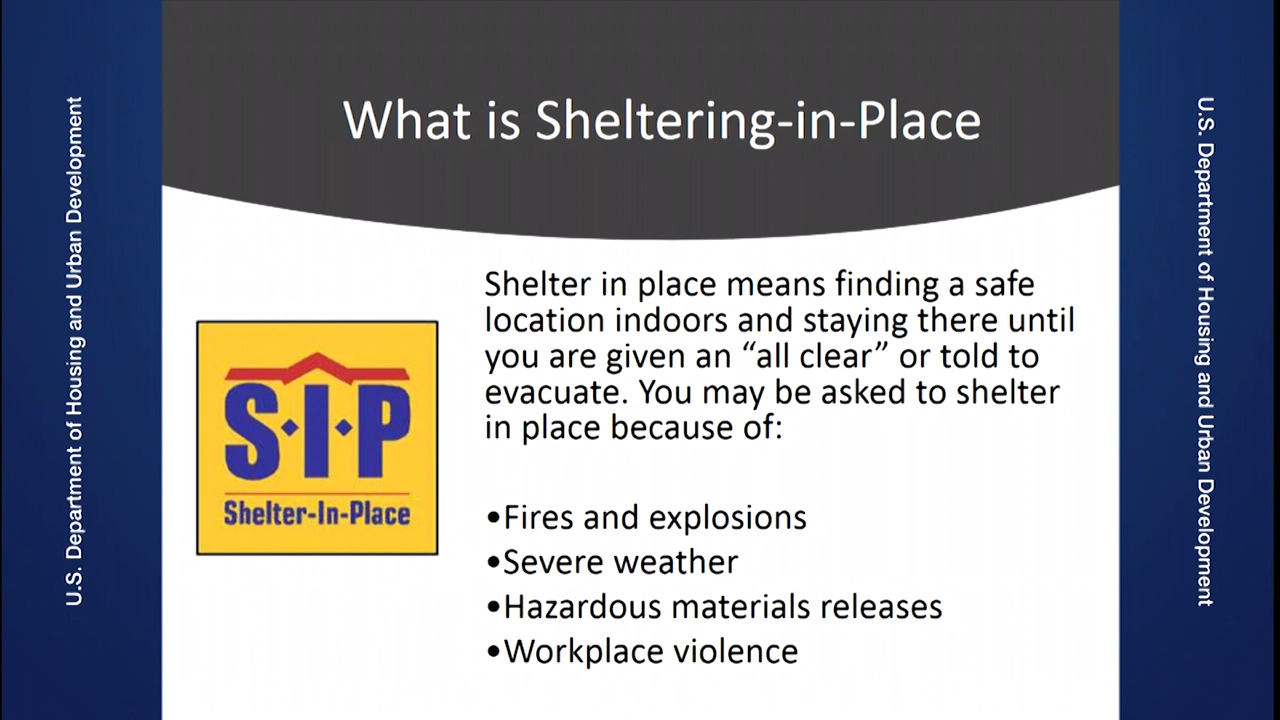 What is Sheltering-in-Place
U.S. Department of Housing and Urban Development
S·I·P
Shelter-In-Place
Shelter in place means finding a safe
location indoors and staying there until
you are given an “all clear” or told to
evacuate. You may be asked to shelter
in place because of:
•Fires and explosions
•Severe weather
•Hazardous materials releases
•Workplace violence
U.S. Department of Housing and Urban Development